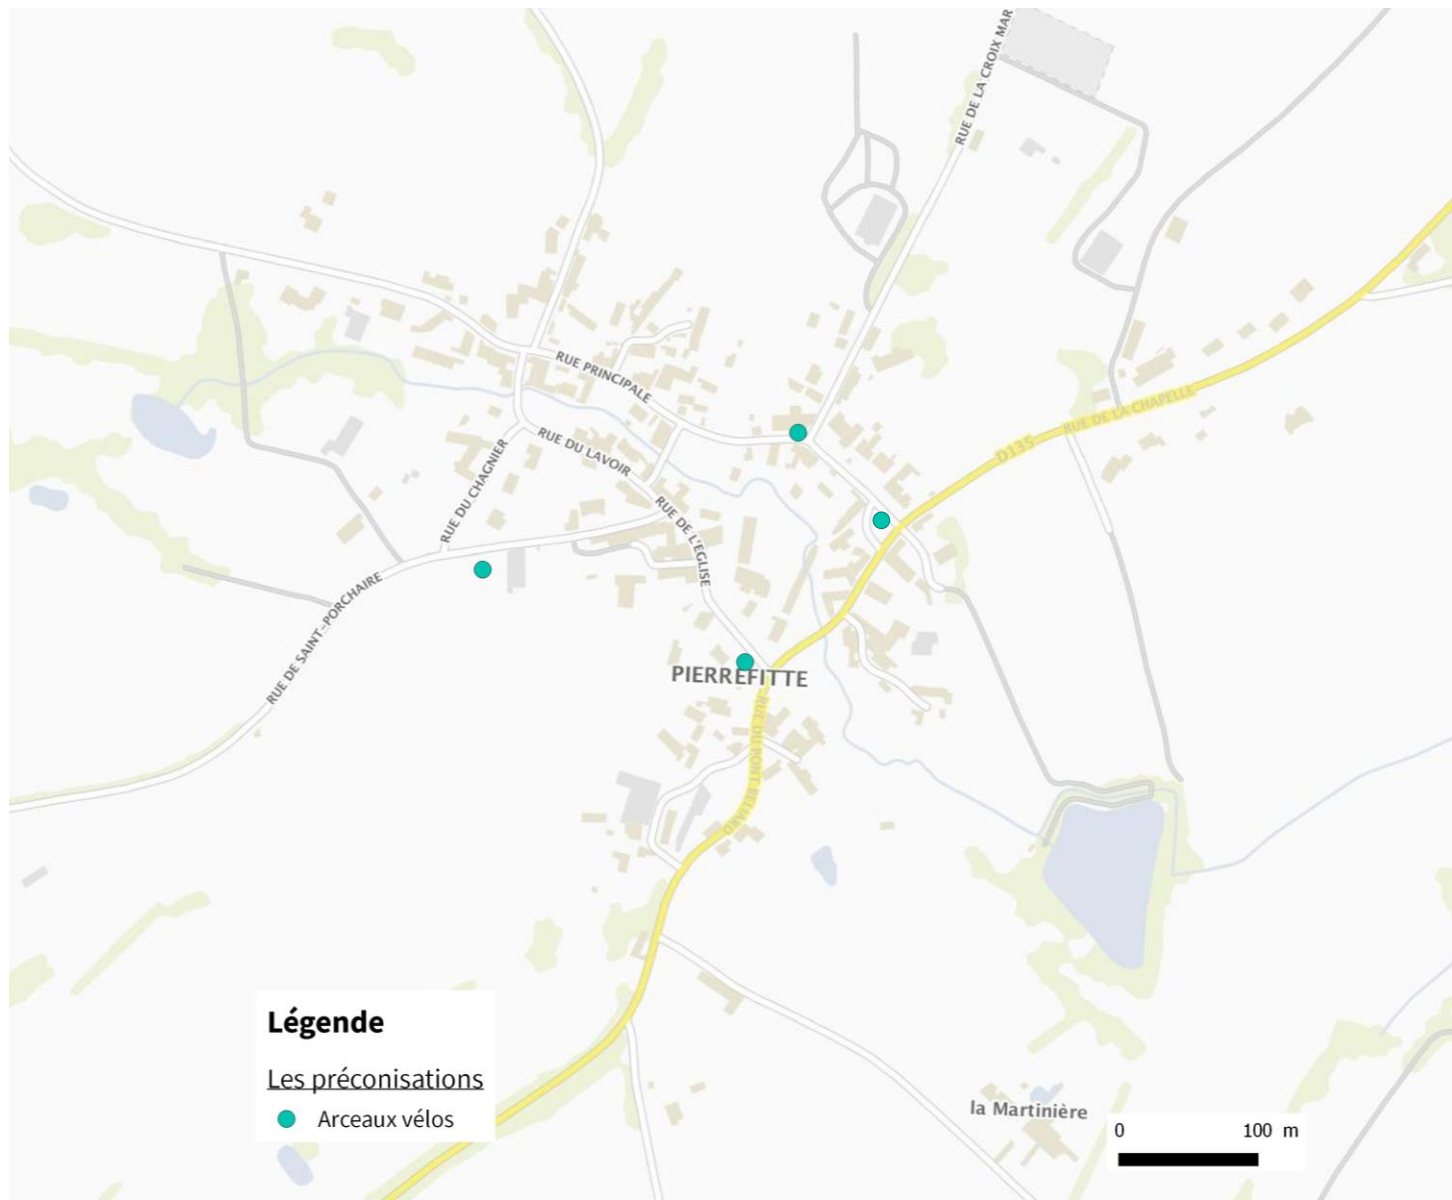 RUE DE LA CROIX MAR
RUE PRINCIPALE
RUE DE LA CHAPELLE
D135
RUE DU LAVOIR
RUE DU CHAGNIER
RUE DE L'EGLISE
RUE DE SAINT-PORCHAIRE
PIERREFITTE
RUE DU PONT BELIARD
Légende
Les préconisations
Arceaux vélos
la Martinière
0 100 m